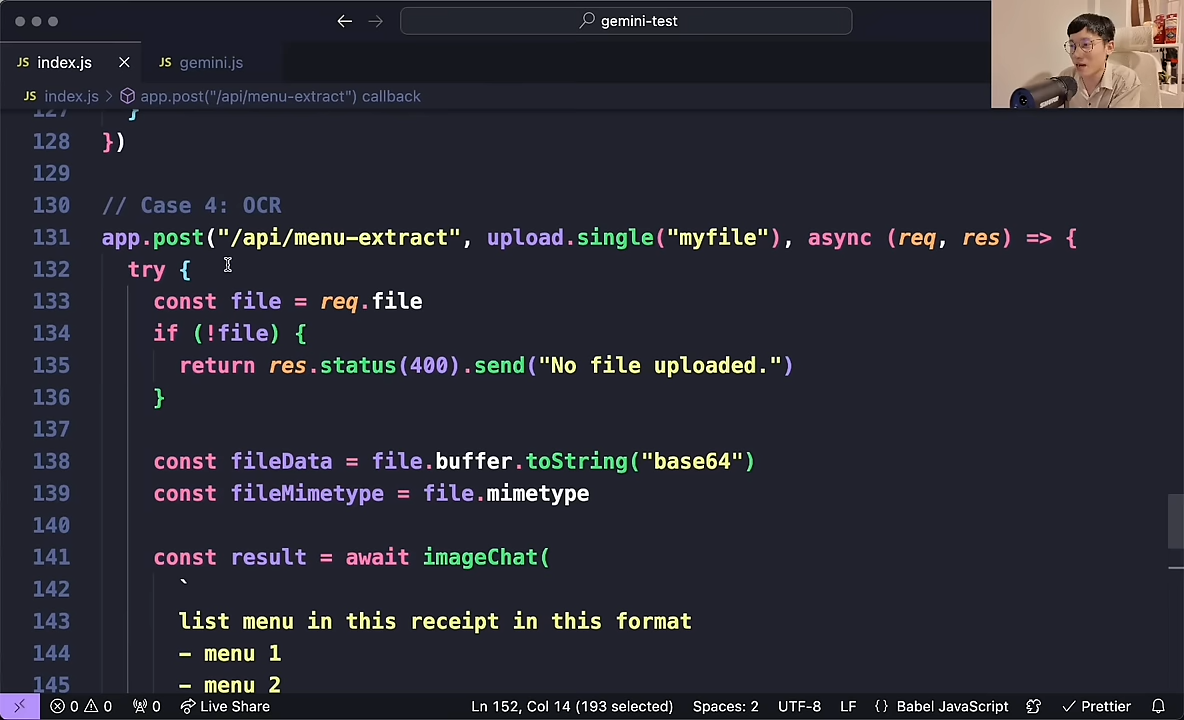 gemini-test
JS index.js
JS gemini.js
JS index.js > app.post("/api/menu-extract") callback
127 }
128 })
129
130 // Case 4: OCR
131 app.post("/api/menu-extract", upload.single("myfile"), async (req, res) => {
132 try {
133 const file = req.file
134 if (!file) {
135 return res.status(400).send("No file uploaded.")
136 }
137
138 const fileData = file.buffer.toString("base64")
139 const fileMimetype = file.mimetype
140
141 const result = await imageChat(
142 `
143 list menu in this receipt in this format
144 - menu 1
145 - menu 2
0 0 0 Live Share Ln 152, Col 14 (193 selected) Spaces: 2 UTF-8 LF {} Babel JavaScript Prettier